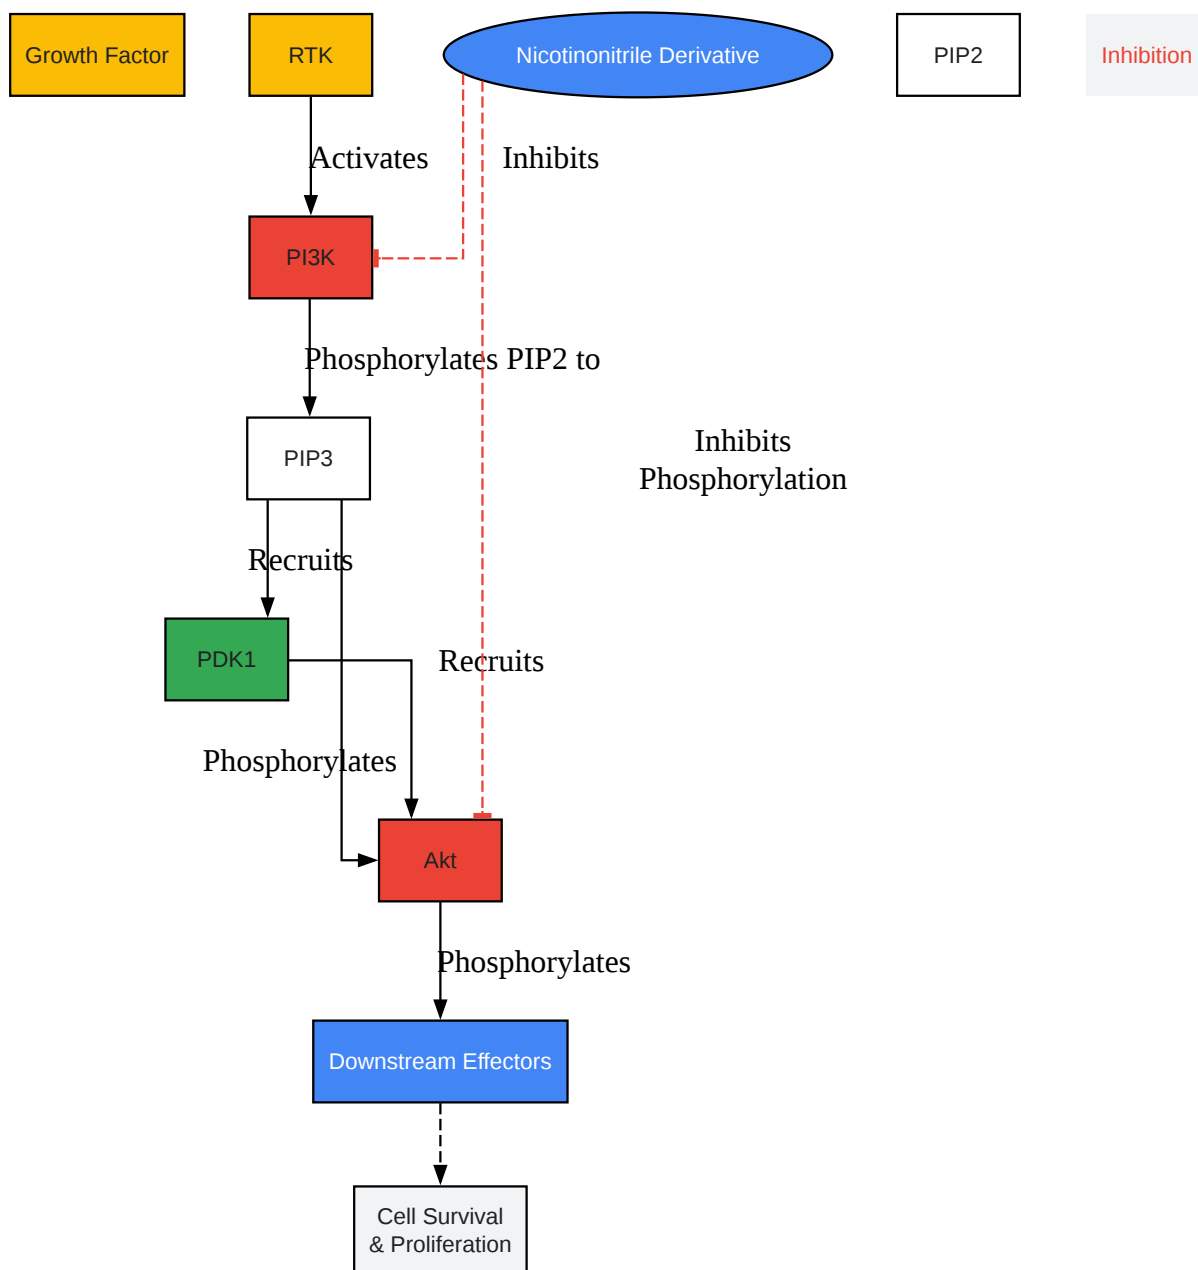 Growth Factor
RTK
Nicotinonitrile Derivative
PIP2
Inhibition
Activates
Inhibits
PI3K
Phosphorylates PIP2 to
Inhibits
Phosphorylation
PIP3
Recruits
PDK1
Recruits
Phosphorylates
Akt
Phosphorylates
Downstream Effectors
Cell Survival
& Proliferation